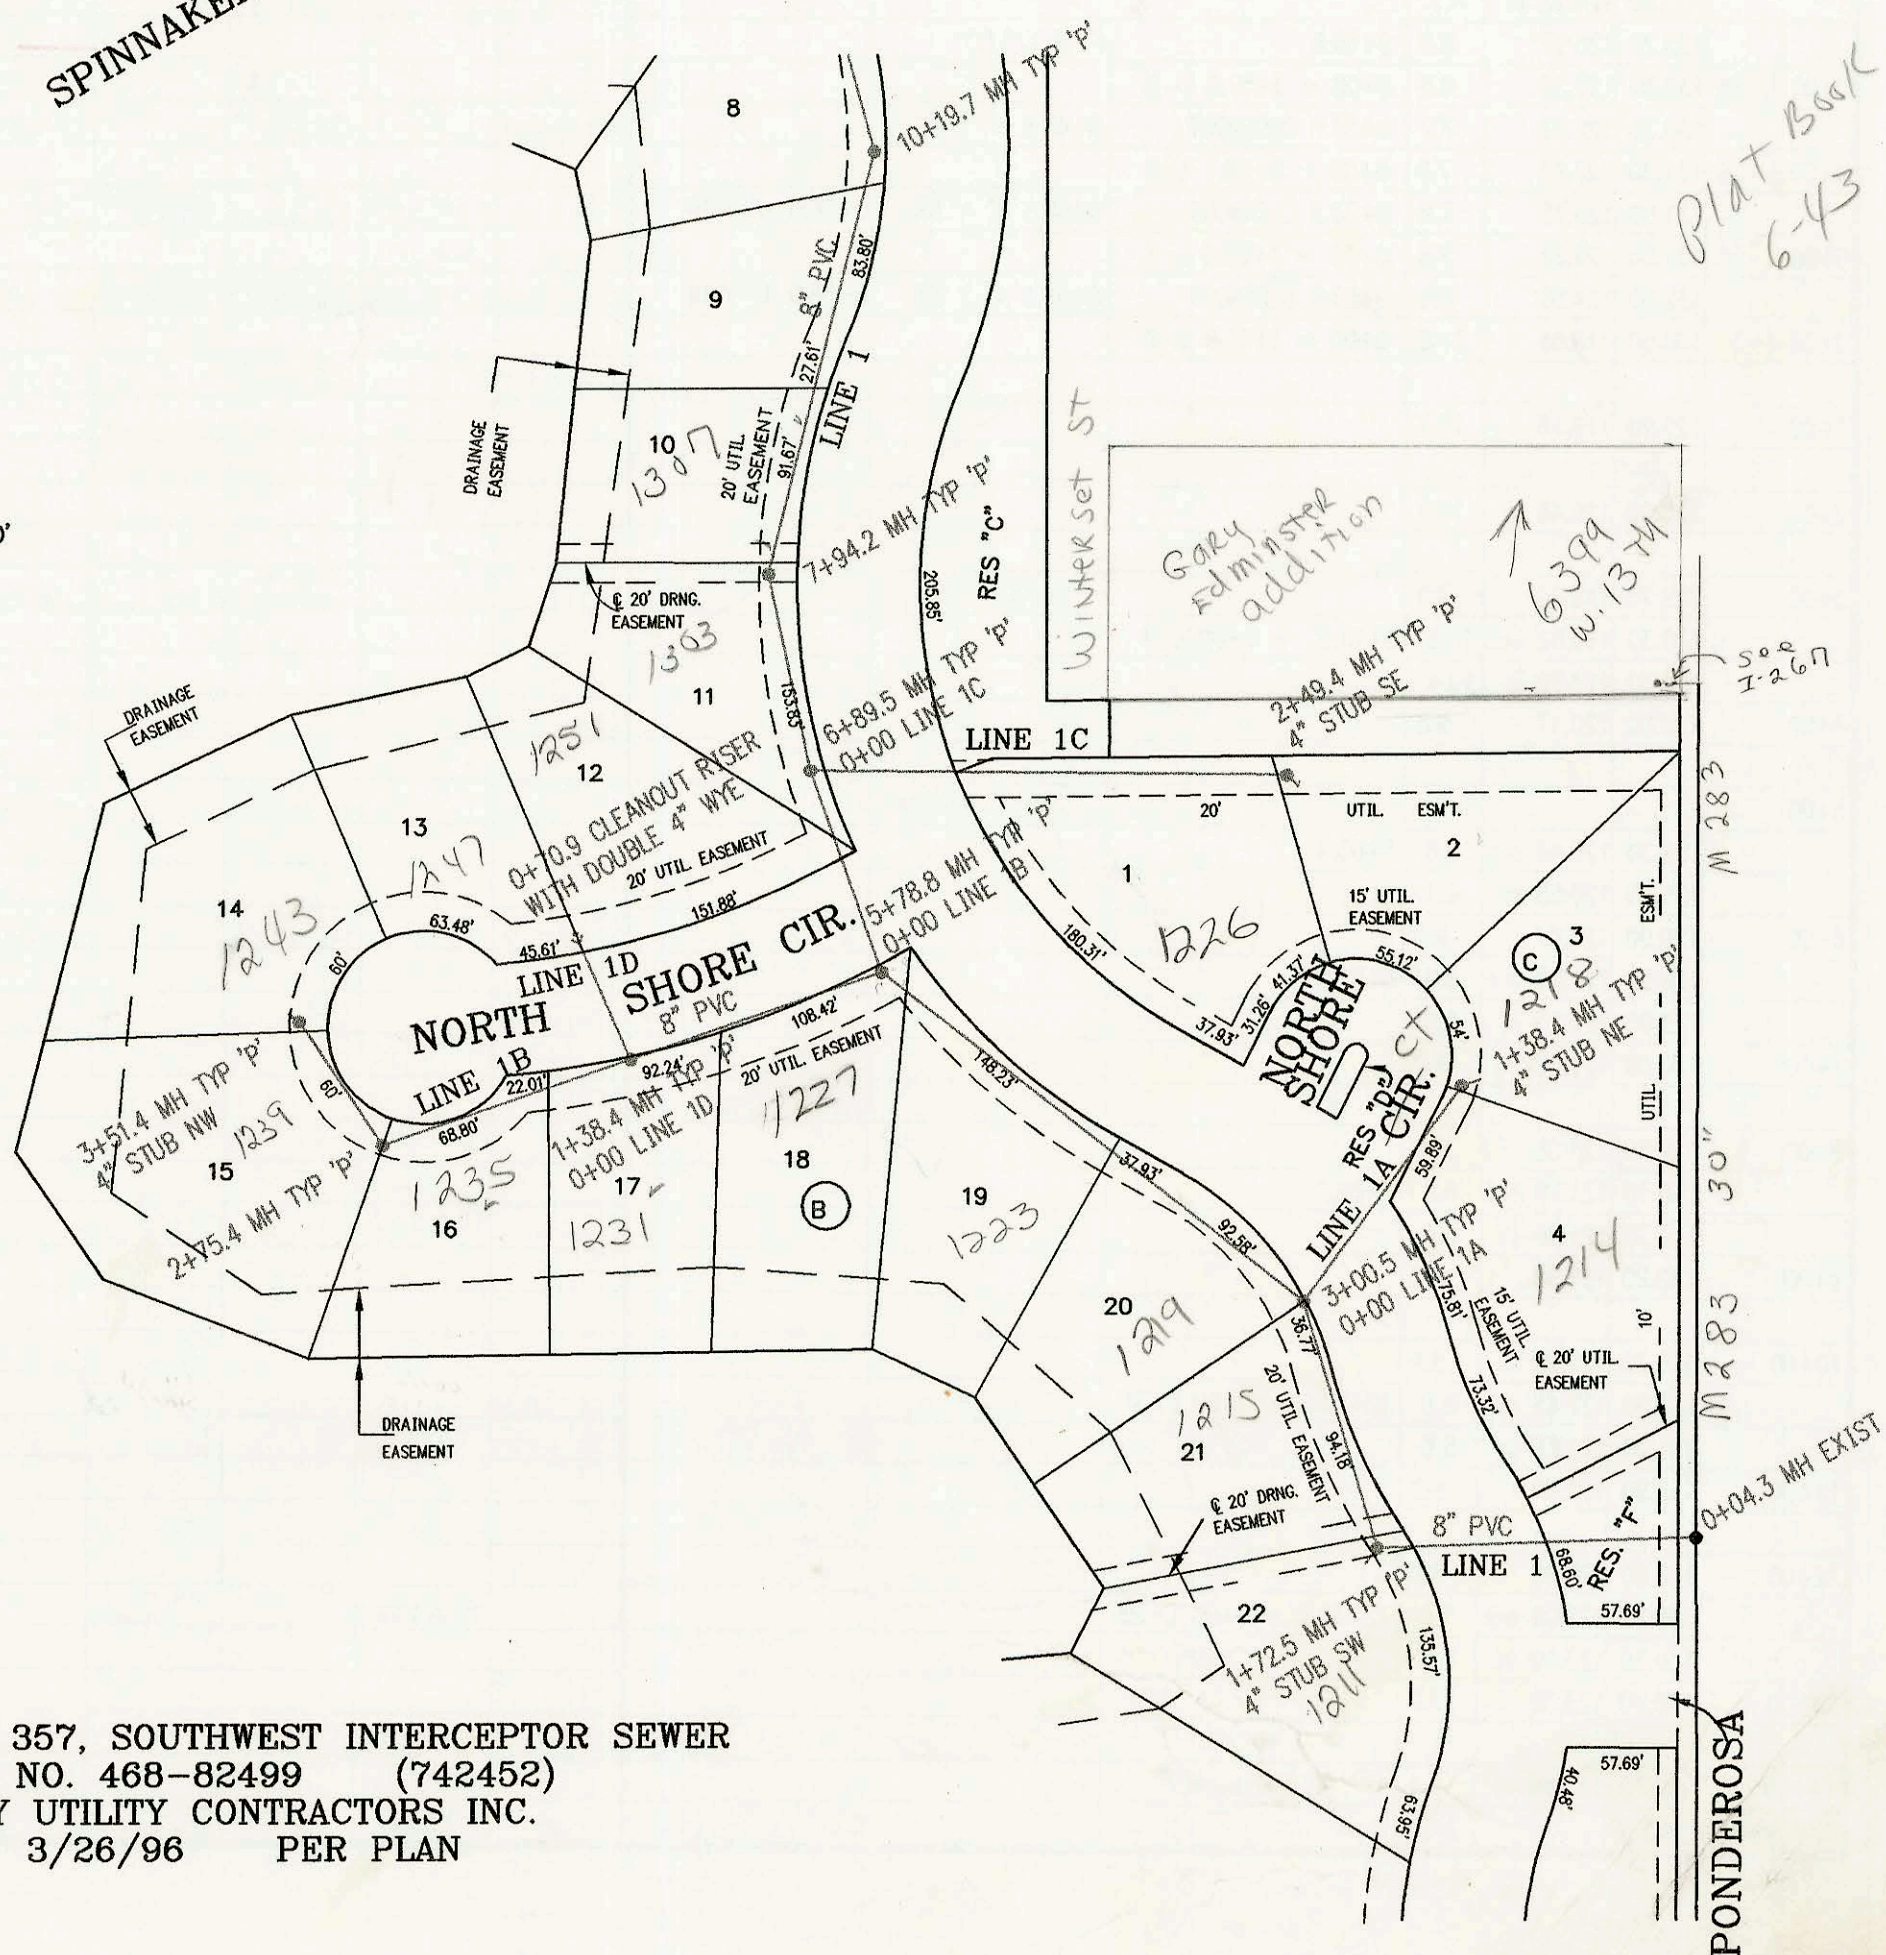 SPINNAKER
8
10+19.7 MH TYP 'P'
Plat Book
6-43
83.80'
8" PVC
9
27.61'
LINE 1
DRAINAGE
EASEMENT
10
1307
20' UTIL
EASEMENT
91.67'
7+94.2 MH TYP 'P'
RES "C"
205.85'
Winterset St
Gary
Edminster
addition
6399
W. 13TH
See
I-267
℄ 20' DRNG.
EASEMENT
1303
11
153.83'
6+89.5 MH TYP 'P'
0+00 LINE 1C
LINE 1C
2+49.4 MH TYP 'P'
4" STUB SE
DRAINAGE
EASEMENT
1251
12
13
1247
0+70.9 CLEANOUT RISER
WITH DOUBLE 4" WYE
20' UTIL. EASEMENT
14
1243
63.48'
45.61'
151.88'
60'
LINE 1D
NORTH SHORE CIR.
8" PVC
LINE 1B
22.01'
92.24'
108.42'
68.80'
60'
5+78.8 MH TYP 'P'
0+00 LINE 1B
20' UTIL. ESM'T.
1
2
1226
180.31'
15' UTIL.
EASEMENT
37.93'
31.26'
41.37'
55.12'
54'
NORTH
SHORE
CIR.
CT
RES "D"
LINE 1A
59.89'
C
3
1218
1+38.4 MH TYP 'P'
4" STUB NE
ESM'T.
UTIL
10'
M 283
30"
M283
3+51.4 MH TYP 'P'
4" STUB NW
15
1239
2+75.4 MH TYP 'P'
1235
16
1+38.4 MH TYP 'P'
0+00 LINE 1D
17
1231
20' UTIL EASEMENT
1227
18
B
148.23'
37.93'
92.58'
19
1223
20
1219
3+00.5 MH TYP 'P'
0+00 LINE 1A
36.77'
4
1214
75.81'
15' UTIL
EASEMENT
73.32'
℄ 20' UTIL.
EASEMENT
DRAINAGE
EASEMENT
1215
21
20' UTIL. EASEMENT
94.18'
℄ 20' DRNG.
EASEMENT
8" PVC
LINE 1
0+04.3 MH EXIST
RES. "F"
68.60'
57.69'
22
1+72.5 MH TYP 'P'
4" STUB SW
1211
135.57'
63.95'
57.69'
40.48'
PONDEROSA
357, SOUTHWEST INTERCEPTOR SEWER
NO. 468-82499 (742452)
Y UTILITY CONTRACTORS INC.
3/26/96 PER PLAN